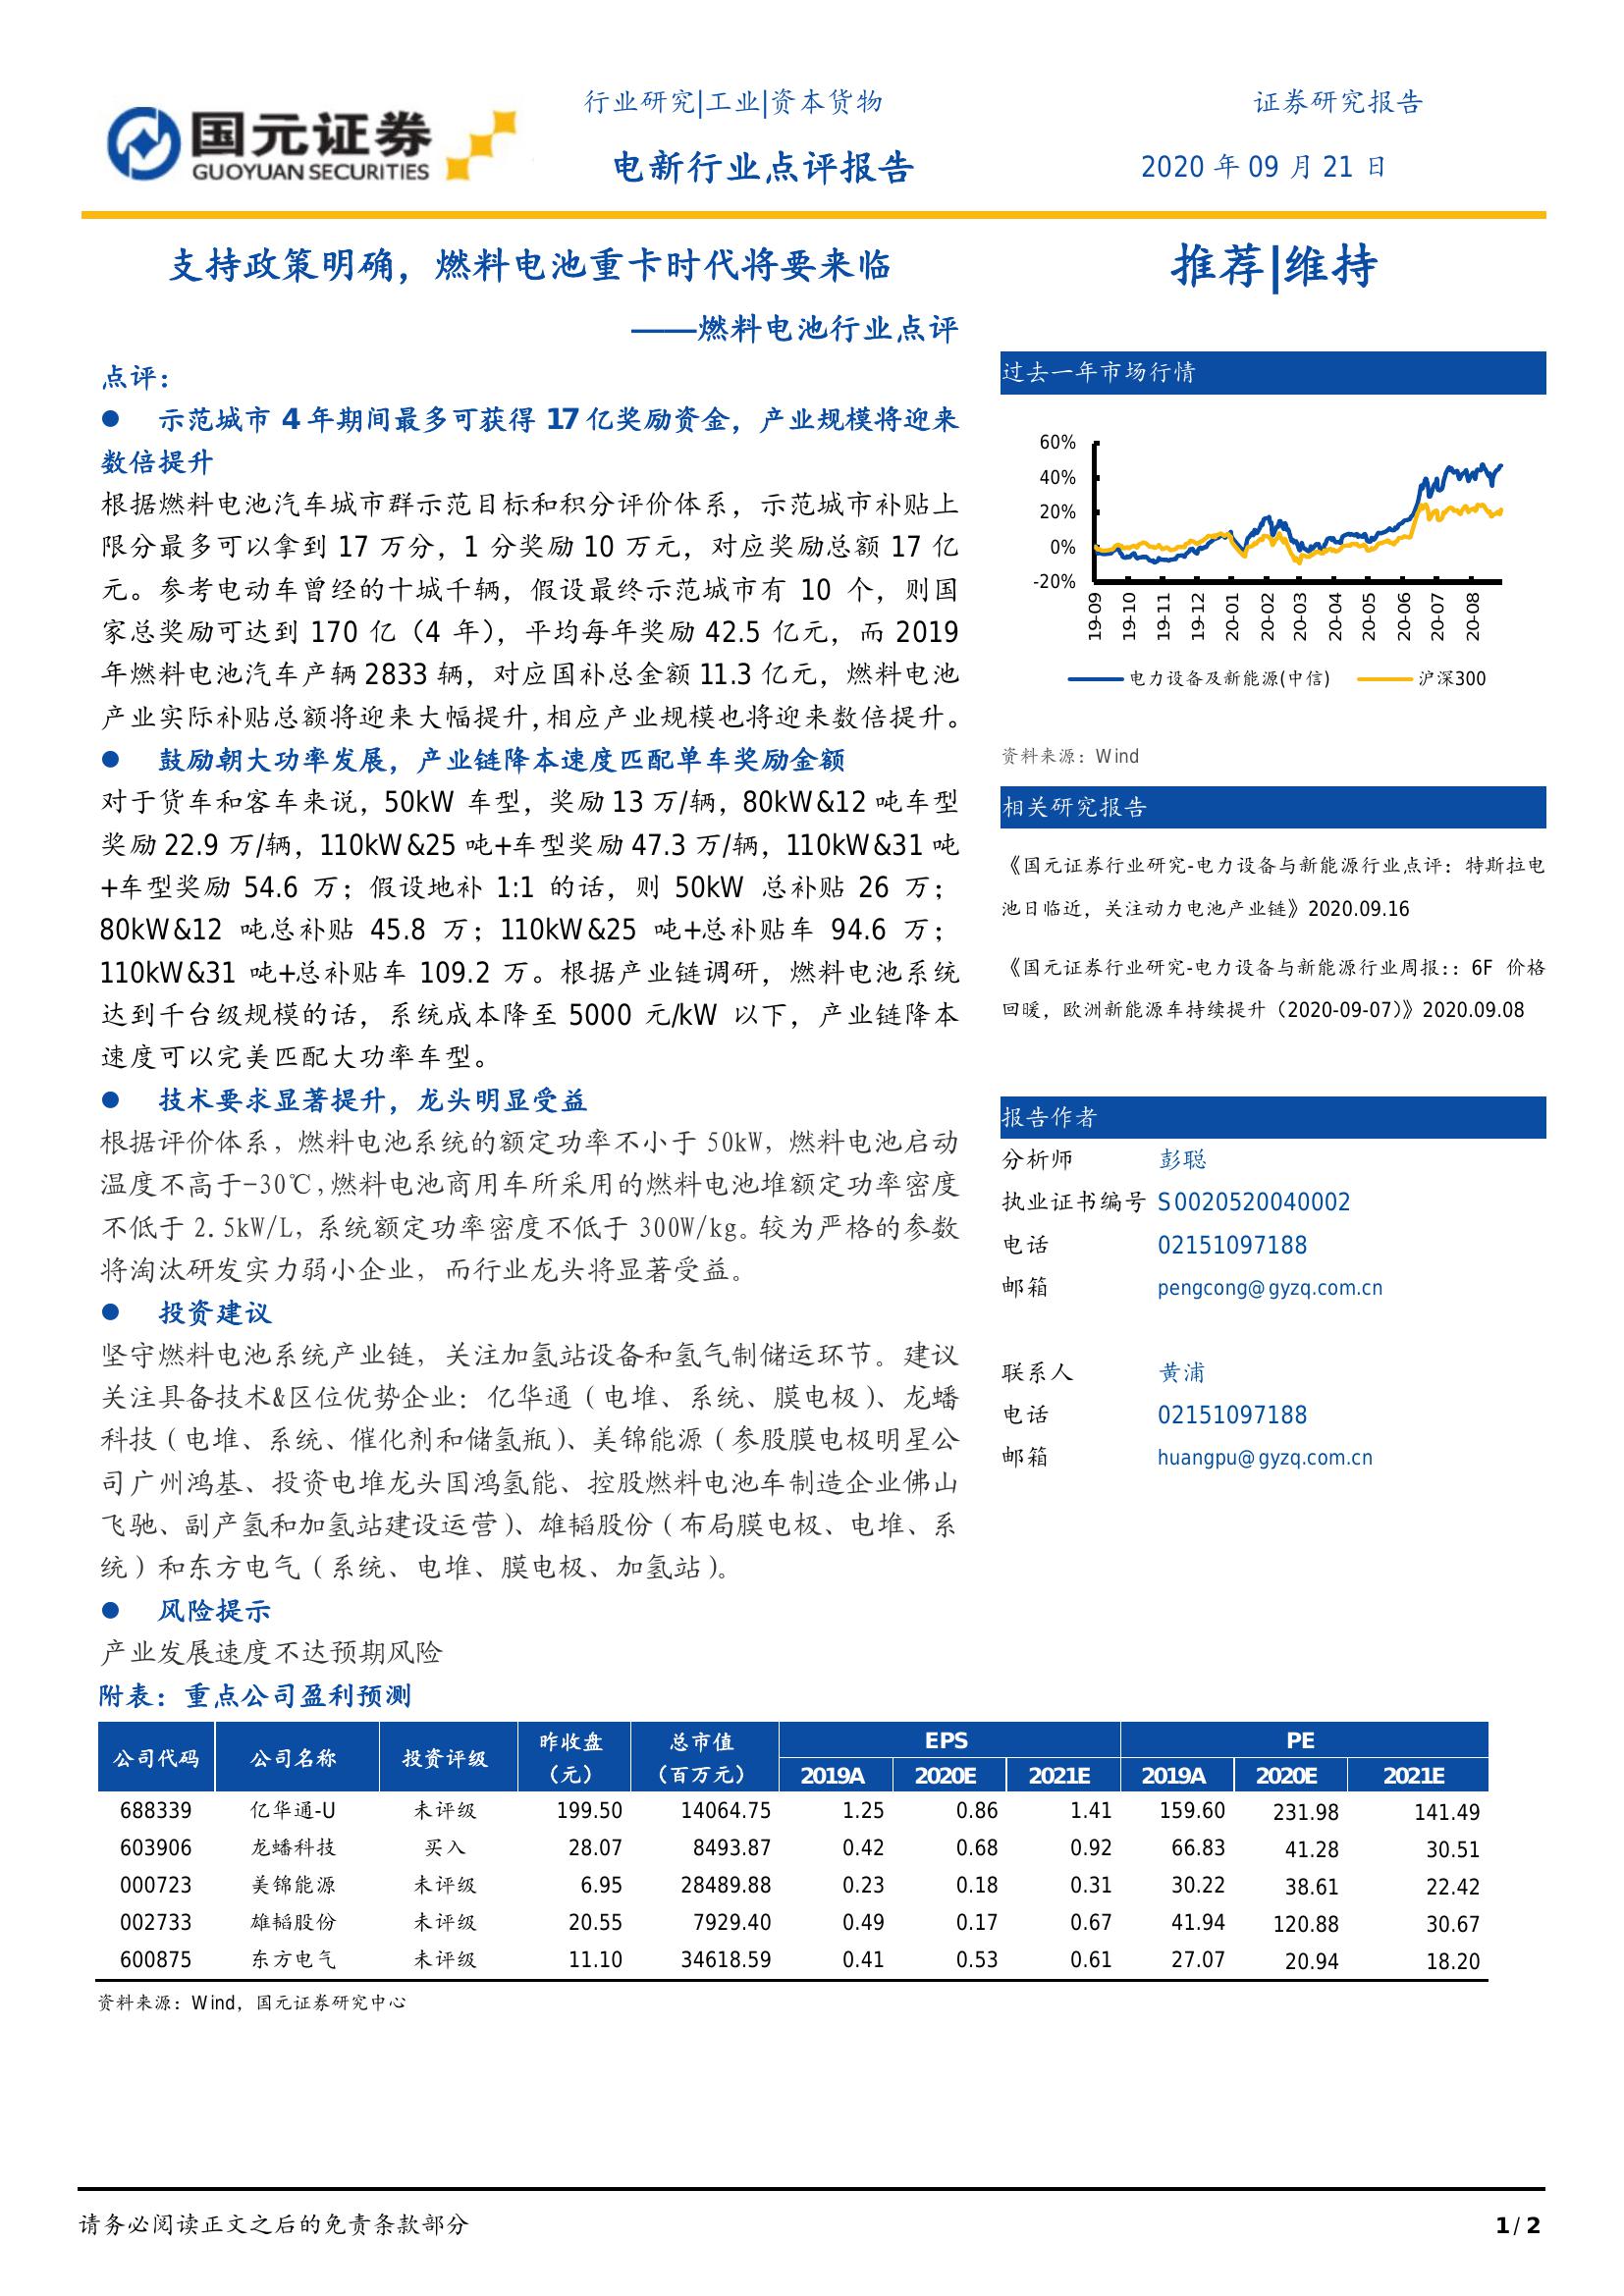 国元证券
GUOYUAN SECURITIES
行业研究|工业|资本货物
证券研究报告
电新行业点评报告
2020 年 09 月 21 日
支持政策明确，燃料电池重卡时代将要来临
——燃料电池行业点评
点评：
● 示范城市 4 年期间最多可获得 17 亿奖励资金，产业规模将迎来
数倍提升
根据燃料电池汽车城市群示范目标和积分评价体系，示范城市补贴上
限分最多可以拿到 17 万分，1 分奖励 10 万元，对应奖励总额 17 亿
元。参考电动车曾经的十城千辆，假设最终示范城市有 10 个，则国
家总奖励可达到 170 亿（4 年），平均每年奖励 42.5 亿元，而 2019
年燃料电池汽车产辆 2833 辆，对应国补总金额 11.3 亿元，燃料电池
产业实际补贴总额将迎来大幅提升,相应产业规模也将迎来数倍提升。
● 鼓励朝大功率发展，产业链降本速度匹配单车奖励金额
对于货车和客车来说，50kW 车型，奖励 13 万/辆，80kW&12 吨车型
奖励 22.9 万/辆，110kW&25 吨+车型奖励 47.3 万/辆，110kW&31 吨
+车型奖励 54.6 万；假设地补 1:1 的话，则 50kW 总补贴 26 万；
80kW&12 吨总补贴 45.8 万；110kW&25 吨+总补贴车 94.6 万；
110kW&31 吨+总补贴车 109.2 万。根据产业链调研，燃料电池系统
达到千台级规模的话，系统成本降至 5000 元/kW 以下，产业链降本
速度可以完美匹配大功率车型。
● 技术要求显著提升，龙头明显受益
根据评价体系，燃料电池系统的额定功率不小于 50kW，燃料电池启动
温度不高于-30℃,燃料电池商用车所采用的燃料电池堆额定功率密度
不低于 2.5kW/L，系统额定功率密度不低于 300W/kg。较为严格的参数
将淘汰研发实力弱小企业，而行业龙头将显著受益。
● 投资建议
坚守燃料电池系统产业链，关注加氢站设备和氢气制储运环节。建议
关注具备技术&区位优势企业：亿华通（电堆、系统、膜电极）、龙蟠
科技（电堆、系统、催化剂和储氢瓶）、美锦能源（参股膜电极明星公
司广州鸿基、投资电堆龙头国鸿氢能、控股燃料电池车制造企业佛山
飞驰、副产氢和加氢站建设运营）、雄韬股份（布局膜电极、电堆、系
统）和东方电气（系统、电堆、膜电极、加氢站）。
● 风险提示
产业发展速度不达预期风险
推荐|维持
过去一年市场行情
60%
40%
20%
0%
-20%
19-09 19-10 19-11 19-12 20-01 20-02 20-03 20-04 20-05 20-06 20-07 20-08
电力设备及新能源(中信) 沪深300
资料来源：Wind
相关研究报告
《国元证券行业研究-电力设备与新能源行业点评：特斯拉电
池日临近，关注动力电池产业链》2020.09.16
《国元证券行业研究-电力设备与新能源行业周报：：6F 价格
回暖，欧洲新能源车持续提升（2020-09-07)》2020.09.08
报告作者
分析师 彭聪
执业证书编号 S0020520040002
电话 02151097188
邮箱 pengcong@gyzq.com.cn
联系人 黄浦
电话 02151097188
邮箱 huangpu@gyzq.com.cn
附表：重点公司盈利预测
公司代码 公司名称 投资评级 昨收盘（元） 总市值（百万元） EPS PE
2019A 2020E 2021E 2019A 2020E 2021E
688339 亿华通-U 未评级 199.50 14064.75 1.25 0.86 1.41 159.60 231.98 141.49
603906 龙蟠科技 买入 28.07 8493.87 0.42 0.68 0.92 66.83 41.28 30.51
000723 美锦能源 未评级 6.95 28489.88 0.23 0.18 0.31 30.22 38.61 22.42
002733 雄韬股份 未评级 20.55 7929.40 0.49 0.17 0.67 41.94 120.88 30.67
600875 东方电气 未评级 11.10 34618.59 0.41 0.53 0.61 27.07 20.94 18.20
资料来源：Wind，国元证券研究中心
请务必阅读正文之后的免责条款部分
1 / 2